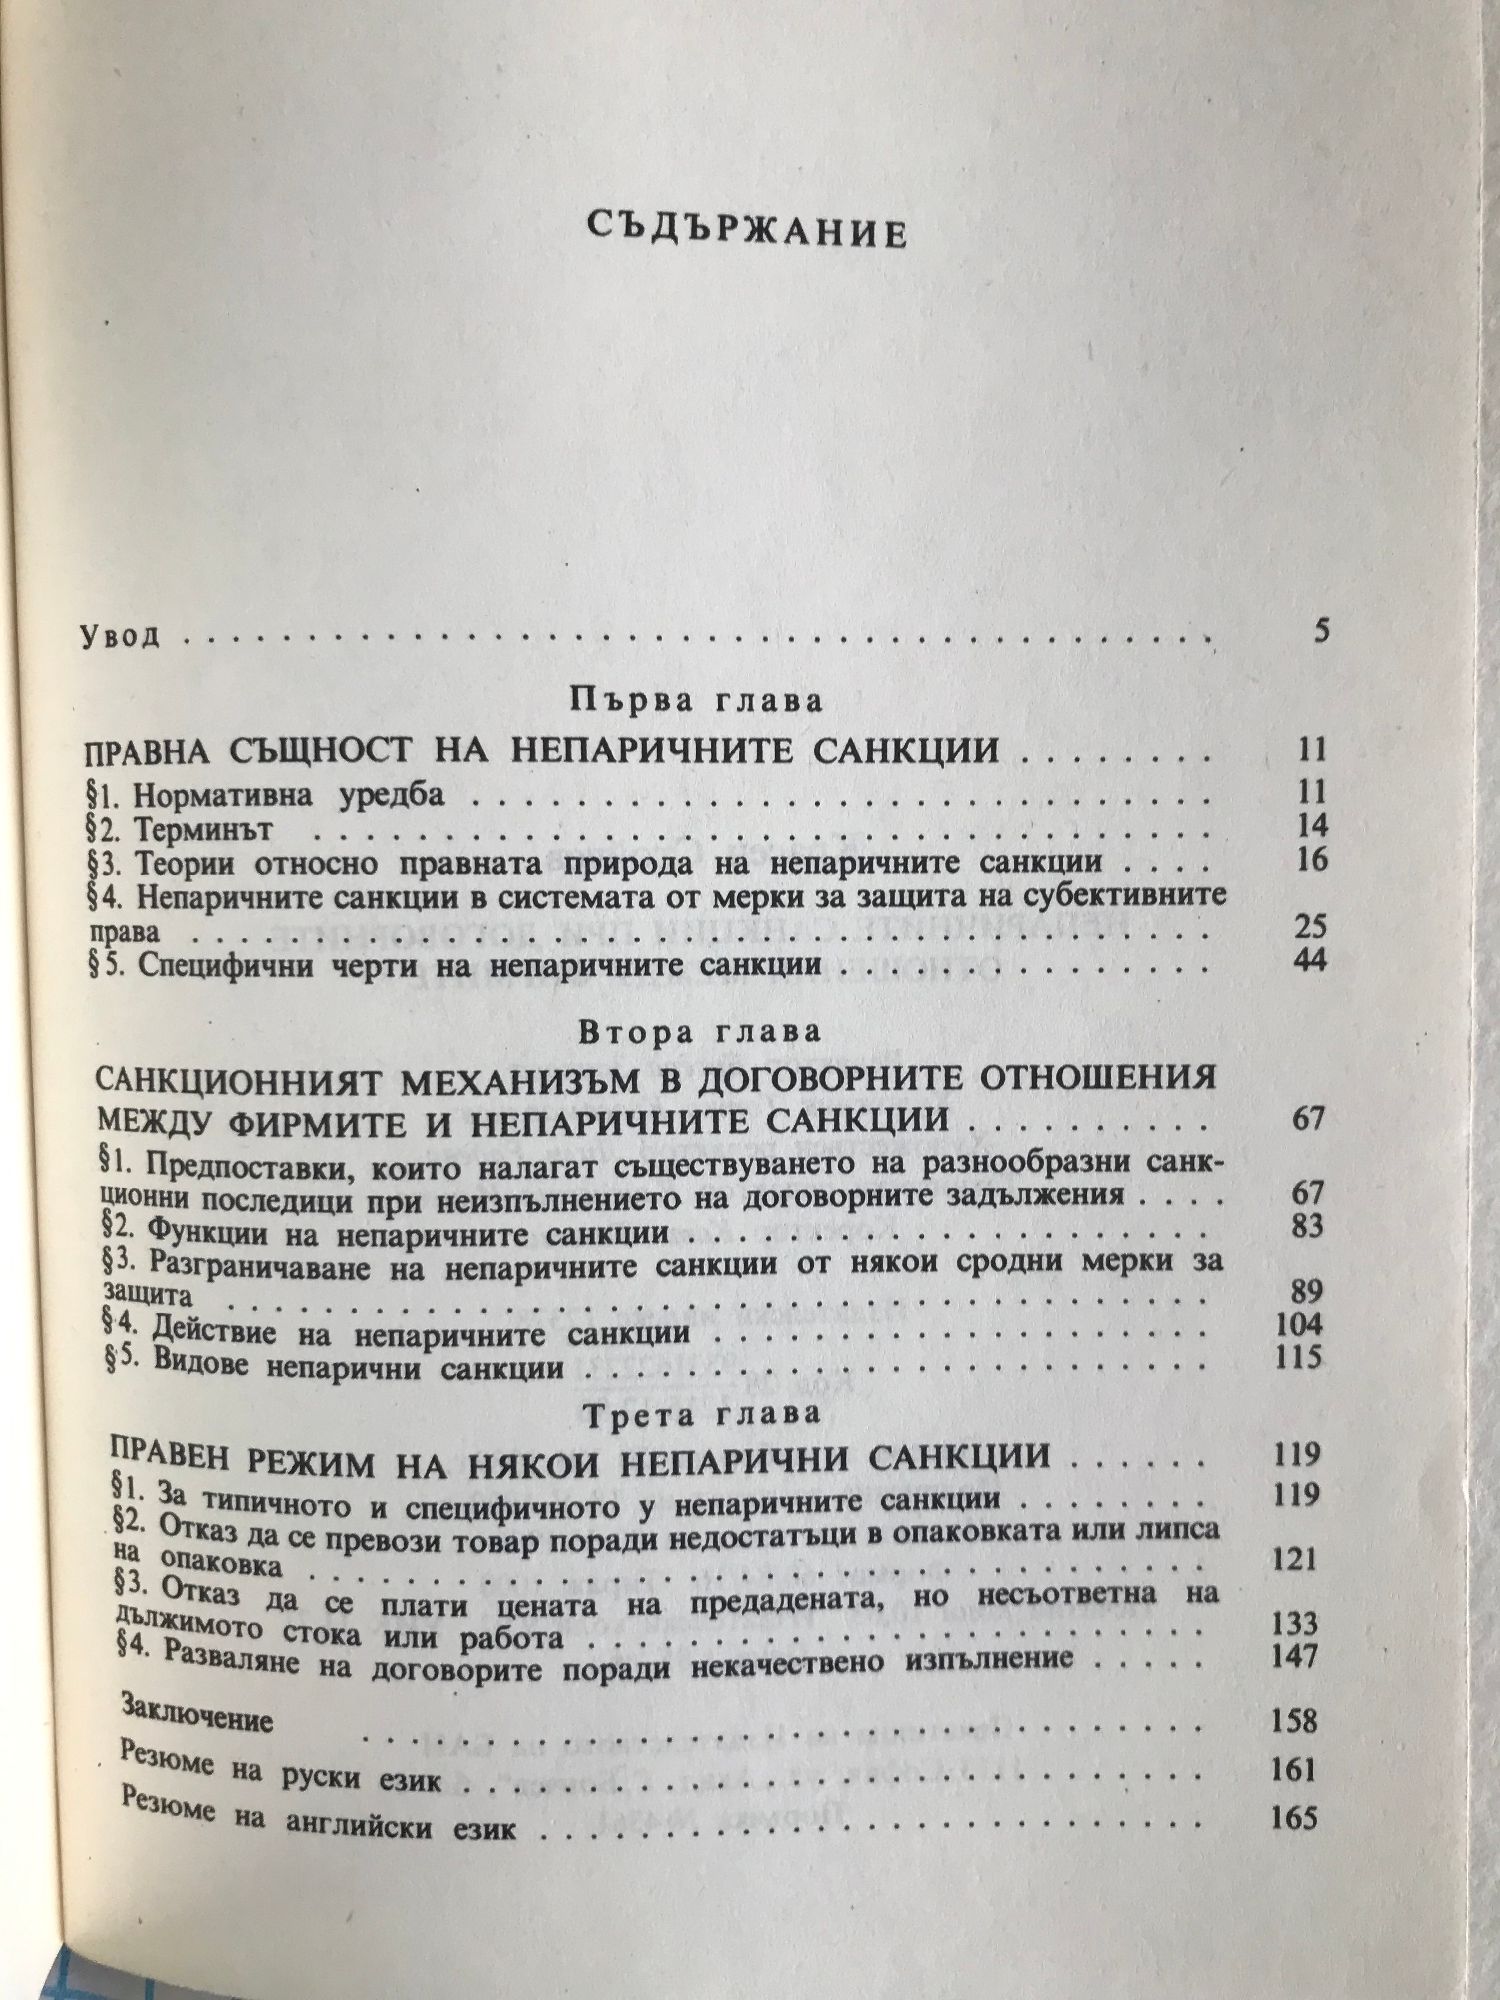 СЪДЪРЖАНИЕ
Увод . . . . . . . . . . . . . . . . . . . . . . . . . . . . . . . . . . . . . . . . 5
Първа глава
ПРАВНА СЪЩНОСТ НА НЕПАРИЧНИТЕ САНКЦИИ . . . . . . . . 11
§1. Нормативна уредба . . . . . . . . . . . . . . . . . . . . . . . . . . . . . 11
§2. Терминът . . . . . . . . . . . . . . . . . . . . . . . . . . . . . . . . . . . 14
§3. Теории относно правната природа на непаричните санкции . . . . 16
§4. Непаричните санкции в системата от мерки за защита на субективните
права . . . . . . . . . . . . . . . . . . . . . . . . . . . . . . . . . . . . . . . . 25
§5. Специфични черти на непаричните санкции . . . . . . . . . . . . . . . 44
Втора глава
САНКЦИОННИЯТ МЕХАНИЗЪМ В ДОГОВОРНИТЕ ОТНОШЕНИЯ
МЕЖДУ ФИРМИТЕ И НЕПАРИЧНИТЕ САНКЦИИ . . . . . . . . . . 67
§1. Предпоставки, които налагат съществуването на разнообразни санк-
ционни последици при неизпълнението на договорните задължения . . . . 67
§2. Функции на непаричните санкции . . . . . . . . . . . . . . . . . . . . . 83
§3. Разграничаване на непаричните санкции от някои сродни мерки за
защита . . . . . . . . . . . . . . . . . . . . . . . . . . . . . . . . . . . . . . . 89
§4. Действие на непаричните санкции . . . . . . . . . . . . . . . . . . . . 104
§5. Видове непарични санкции . . . . . . . . . . . . . . . . . . . . . . . . . 115
Трета глава
ПРАВЕН РЕЖИМ НА НЯКОИ НЕПАРИЧНИ САНКЦИИ . . . . . . 119
§1. За типичното и специфичното у непаричните санкции . . . . . . . . 119
§2. Отказ да се превози товар поради недостатъци в опаковката или липса
на опаковка . . . . . . . . . . . . . . . . . . . . . . . . . . . . . . . . . . . 121
§3. Отказ да се плати цената на предадената, но несъответна на
дължимото стока или работа . . . . . . . . . . . . . . . . . . . . . . . . 133
§4. Разваляне на договорите поради некачествено изпълнение . . . . . 147
Заключение . . . . . . . . . . . . . . . . . . . . . . . . . . . . . . . . . 158
Резюме на руски език . . . . . . . . . . . . . . . . . . . . . . . . . . . . . 161
Резюме на английски език . . . . . . . . . . . . . . . . . . . . . . . . . . 165